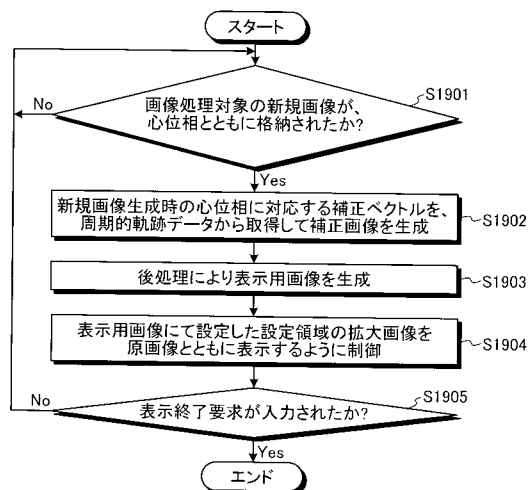 スタート
画像処理対象の新規画像が、
心位相とともに格納されたか?
S1901
No
Yes
新規画像生成時の心位相に対応する補正ベクトルを、
周期的軌跡データから取得して補正画像を生成
S1902
後処理により表示用画像を生成
S1903
表示用画像にて設定した設定領域の拡大画像を
原画像とともに表示するように制御
S1904
表示終了要求が入力されたか?
S1905
No
Yes
エンド